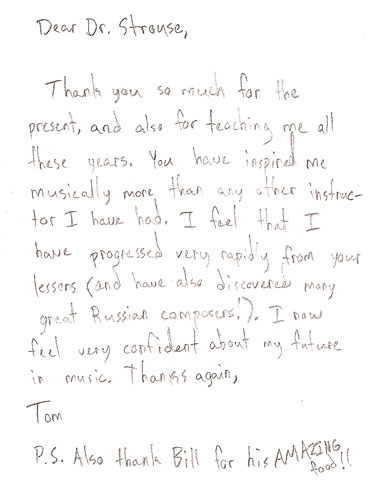 Dear Dr. Strouse,
Thank you so much for the
present, and also for teaching me all
these years. You have inspired me
musically more than any other instruc-
tor I have had. I feel that I
have progressed very rapidly from your
lessons (and have also discovered many
great Russian composers!). I now
feel very confident about my future
in music. Thanks again,
Tom
P.S. Also thank Bill for his AMAZING
food!!